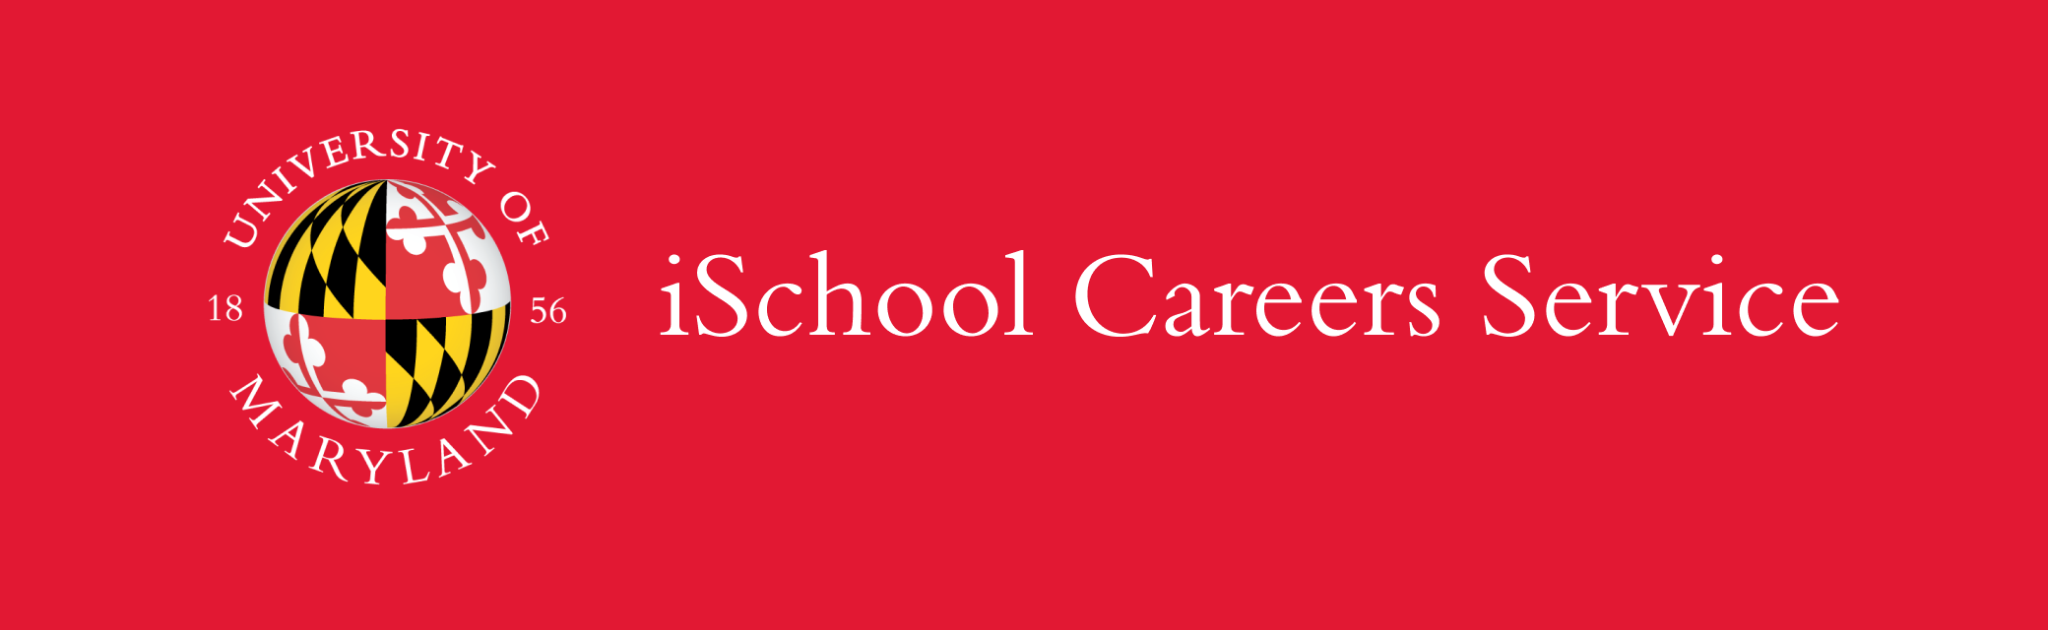 UNIVERSITY OF
18 56
MARYLAND
iSchool Careers Service